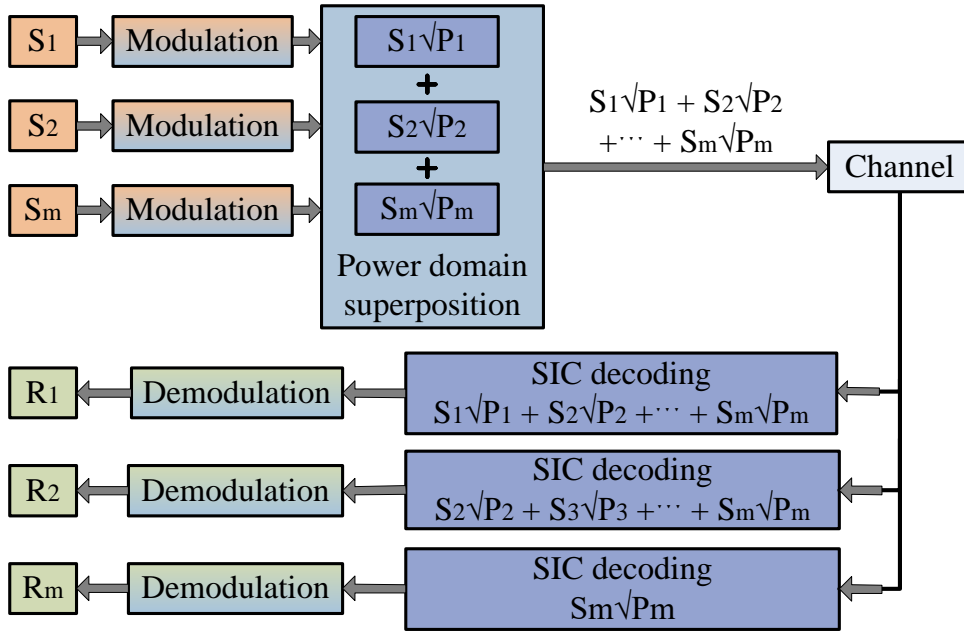 S1
Modulation
S1√P1
+
S2
Modulation
S2√P2
+
Sm
Modulation
Sm√Pm
Power domain
superposition
S1√P1 + S2√P2
+⋯ + Sm√Pm
Channel
R1
Demodulation
SIC decoding
S1√P1 + S2√P2 +⋯ + Sm√Pm
R2
Demodulation
SIC decoding
S2√P2 + S3√P3 +⋯ + Sm√Pm
Rm
Demodulation
SIC decoding
Sm√Pm